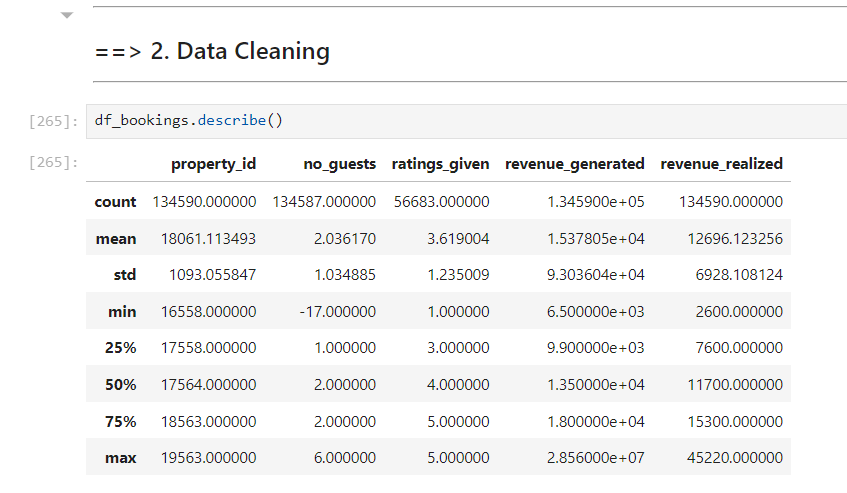 ==> 2. Data Cleaning
[265]: df_bookings.describe()
[265]: property_id no_guests ratings_given revenue_generated revenue_realized
count 134590.000000 134587.000000 56683.000000 1.345900e+05 134590.000000
mean 18061.113493 2.036170 3.619004 1.537805e+04 12696.123256
std 1093.055847 1.034885 1.235009 9.303604e+04 6928.108124
min 16558.000000 -17.000000 1.000000 6.500000e+03 2600.000000
25% 17558.000000 1.000000 3.000000 9.900000e+03 7600.000000
50% 17564.000000 2.000000 4.000000 1.350000e+04 11700.000000
75% 18563.000000 2.000000 5.000000 1.800000e+04 15300.000000
max 19563.000000 6.000000 5.000000 2.856000e+07 45220.000000